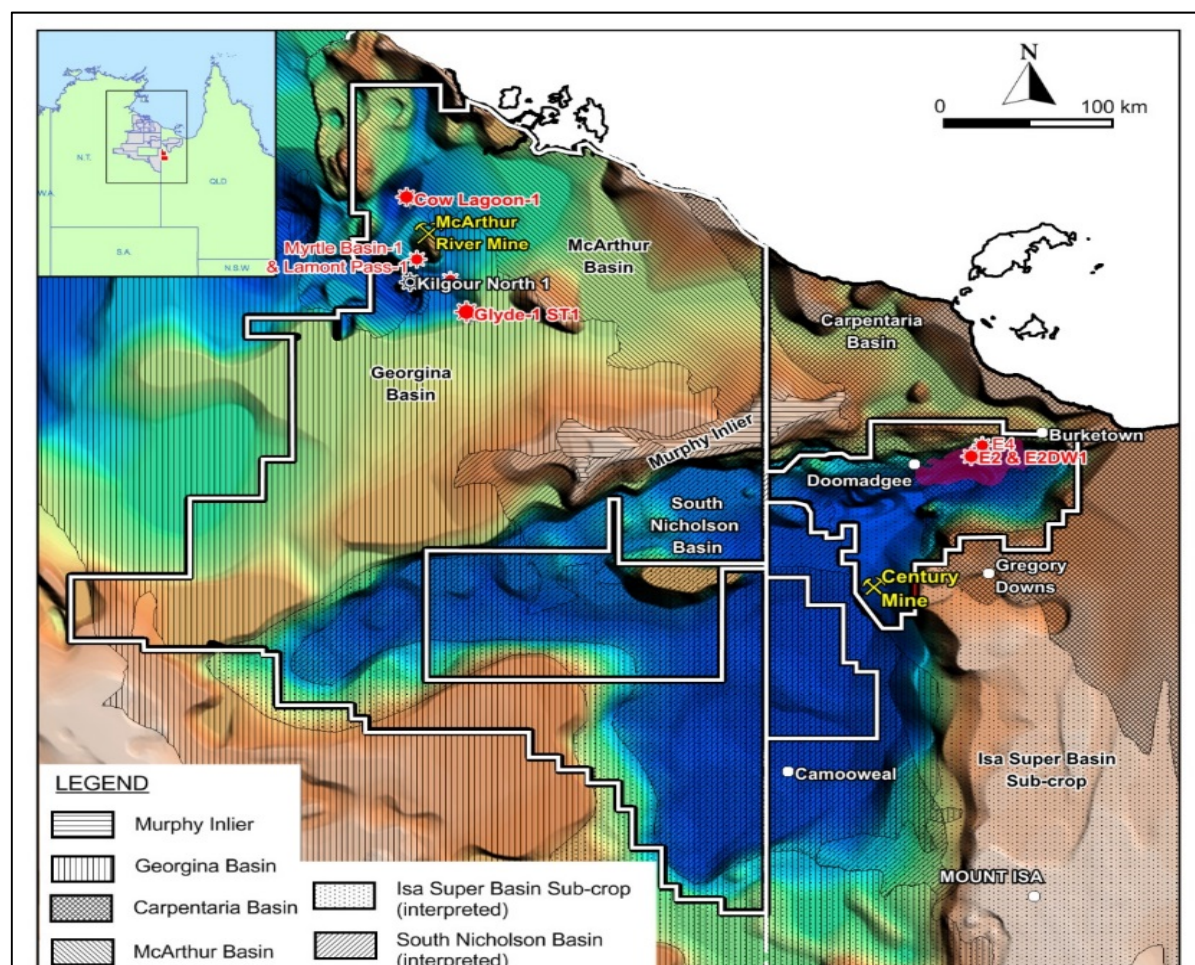 N
0
100 km
N.T.
QLD
W.A.
S.A.
N.S.W
Cow Lagoon-1
McArthur
River Mine
Myrtle Basin-1
& Lamont Pass-1
Kilgour North 1
Glyde-1 ST1
McArthur
Basin
Carpentaria
Basin
Georgina
Basin
Murphy Inlier
Burketown
E4
E2 & E2DW1
Doomadgee
South
Nicholson
Basin
Gregory
Downs
Century
Mine
Isa Super Basin
Sub-crop
Camooweal
MOUNT ISA
LEGEND
Murphy Inlier
Georgina Basin
Carpentaria Basin
McArthur Basin
Isa Super Basin Sub-crop
(interpreted)
South Nicholson Basin
(interpreted)